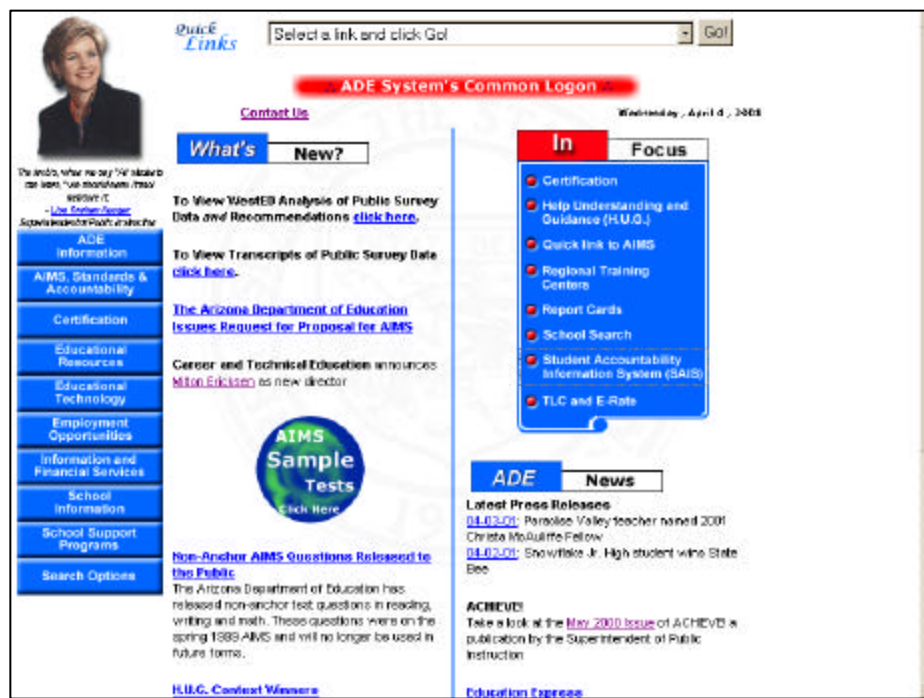 Quick Links
Select a link and click Go!
Go!
ADE System's Common Logon
Contact Us
Wednesday, April 4, 2001
- Lisa Graham Keegan
ADE Information
AIMS, Standards & Accountability
Certification
Educational Resources
Educational Technology
Employment Opportunities
Information and Financial Services
School Information
School Support Programs
Search Options
What's New?
To View WestEd Analysis of Public Survey
Data and Recommendations click here.
To View Transcripts of Public Survey Data
click here.
The Arizona Department of Education
Issues Request for Proposal for AIMS
Career and Technical Education announces
Milton Ericksen as new director
AIMS
Sample
Tests
Click Here
Non-Anchor AIMS Questions Released to
the Public
The Arizona Department of Education has
released non-anchor test questions in reading,
writing and math. These questions were on the
spring 1999 AIMS and will no longer be used in
future forms.
H.U.G. Contest Winners
In Focus
Certification
Help Understanding and
Guidance (H.U.G.)
Quick link to AIMS
Regional Training
Centers
Report Cards
School Search
Student Accountability
Information System (SAIS)
TLC and E-Rate
ADE News
Latest Press Releases
04-03-01: Paradise Valley teacher named 2001
Christa McAuliffe Fellow
04-02-01: Snowflake Jr. High student wins State
Bee
ACHIEVE!
Take a look at the May 2000 Issue of ACHIEVE! a
publication by the Superintendent of Public
Instruction
Education Express